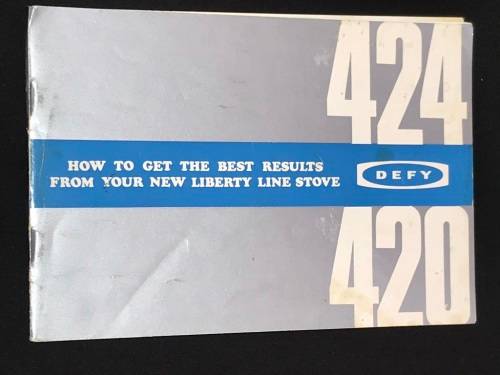 424
HOW TO GET THE BEST RESULTS
FROM YOUR NEW LIBERTY LINE STOVE
DEFY
420